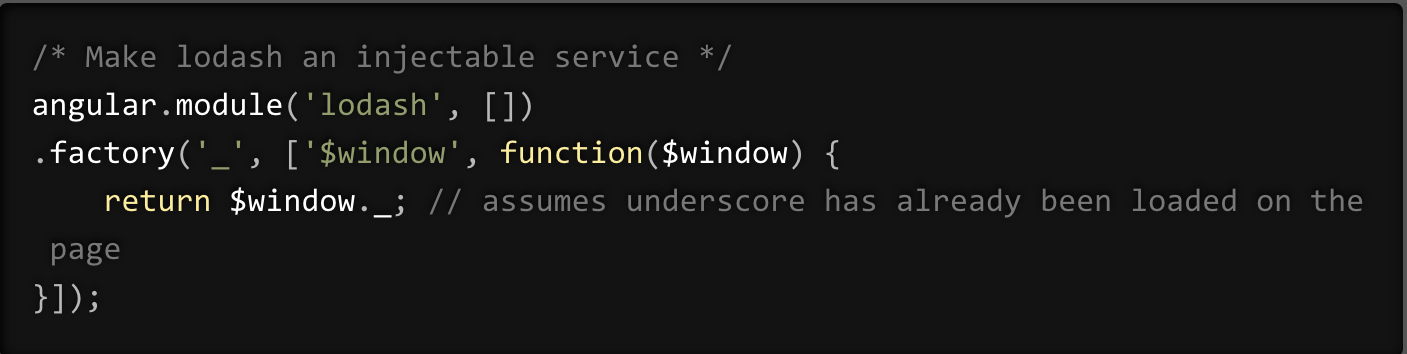 /* Make lodash an injectable service */
angular.module('lodash', [])
.factory('_', ['$window', function($window) {
    return $window._; // assumes underscore has already been loaded on the
 page
}]);